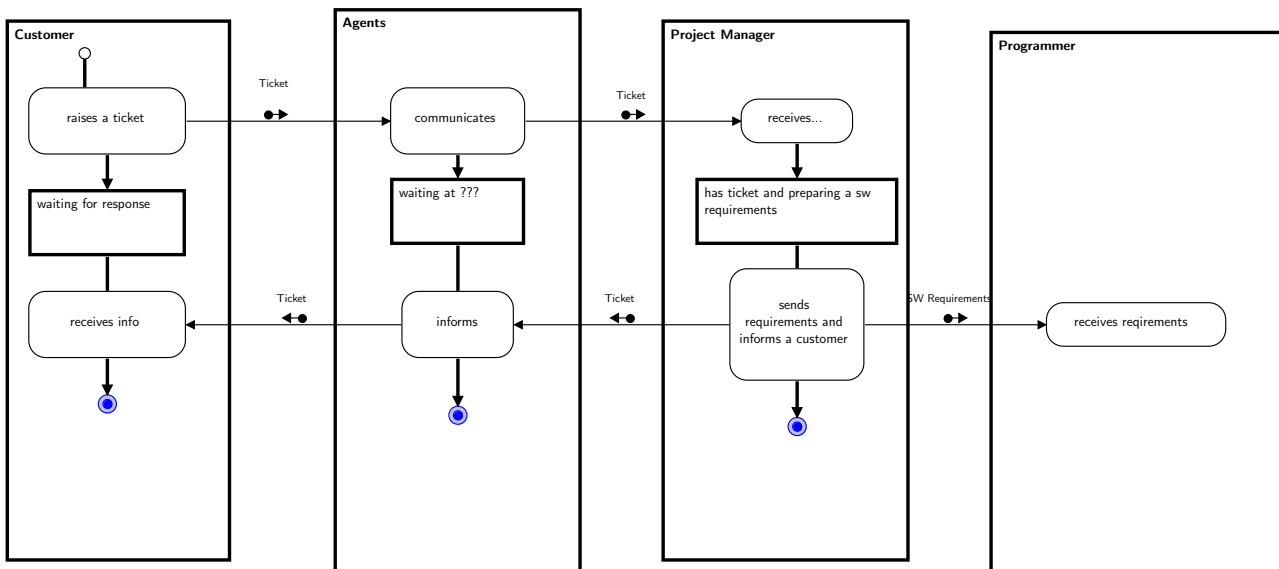 Customer
Agents
Project Manager
Programmer
Ticket
Ticket
raises a ticket
communicates
receives...
waiting for response
waiting at ???
has ticket and preparing a sw
requirements
Ticket
Ticket
SW Requirements
receives info
informs
sends
requirements and
informs a customer
receives reqirements